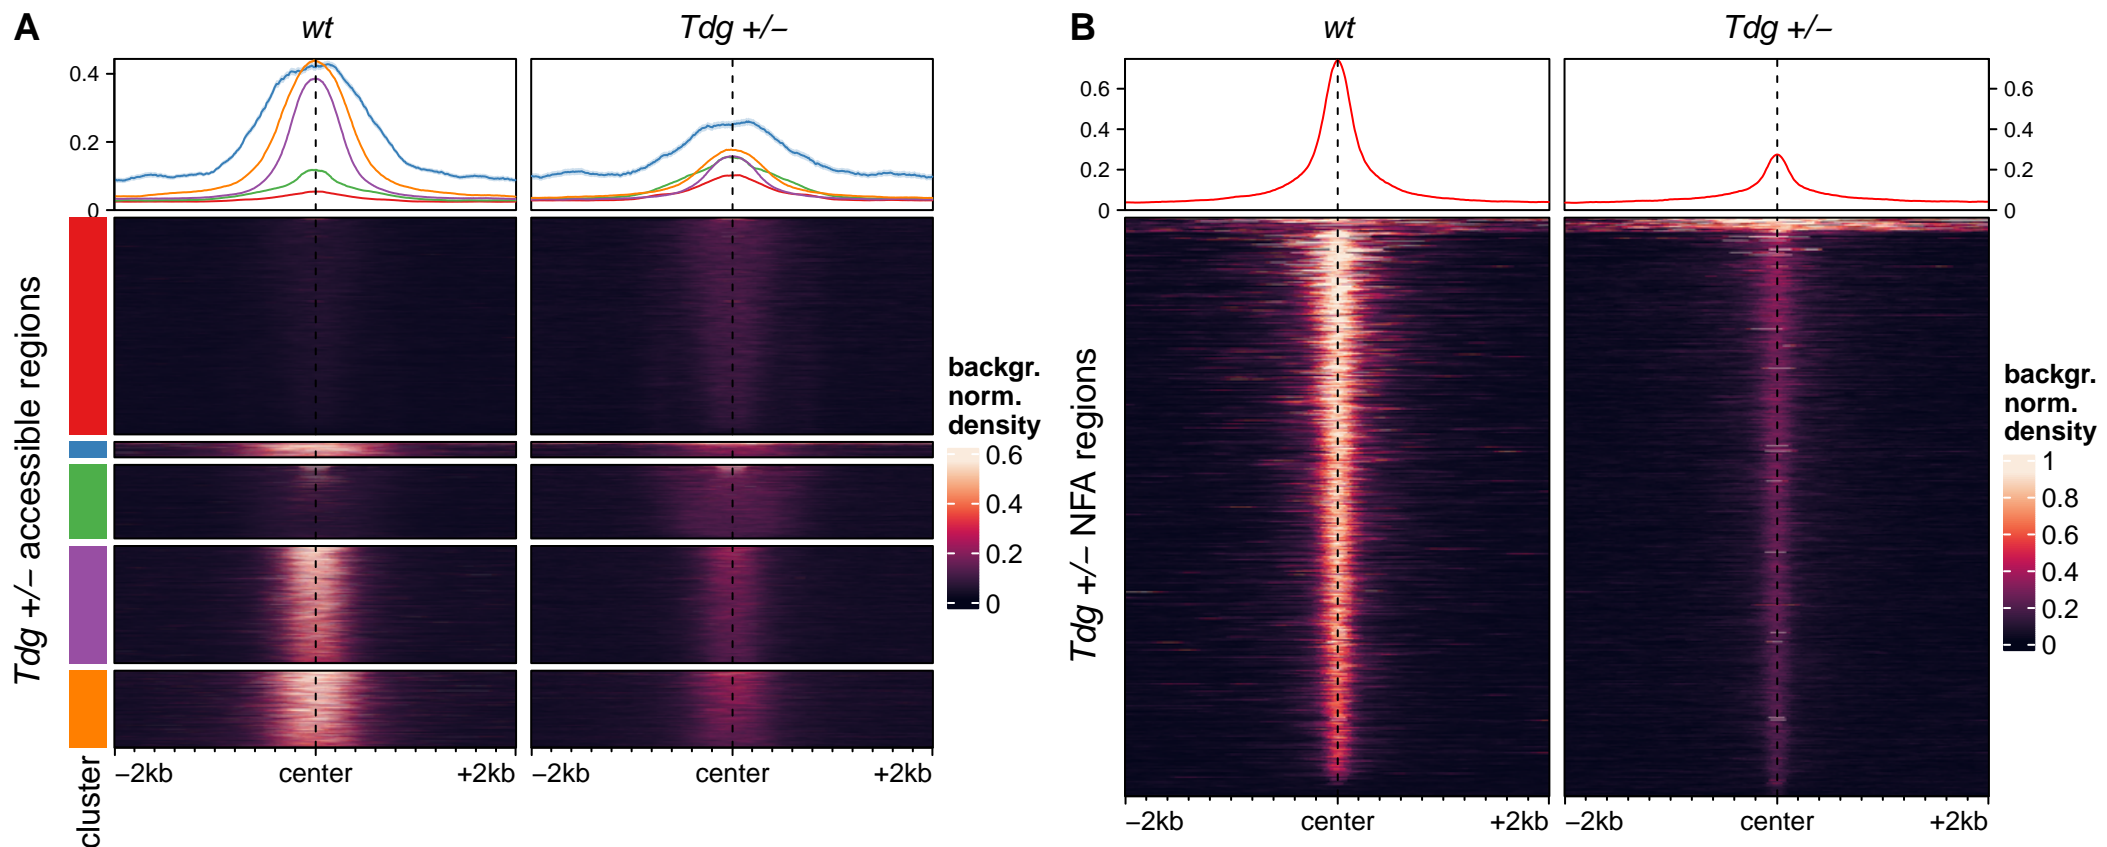 A
wt
Tdg +/−
0.4
0.2
0
Tdg +/− accessible regions
cluster
−2kb
center
+2kb
−2kb
center
+2kb
backgr.
norm.
density
0.6
0.4
0.2
0
B
wt
Tdg +/−
0.6
0.4
0.2
0
0.6
0.4
0.2
0
Tdg +/− NFA regions
−2kb
center
+2kb
−2kb
center
+2kb
backgr.
norm.
density
1
0.8
0.6
0.4
0.2
0